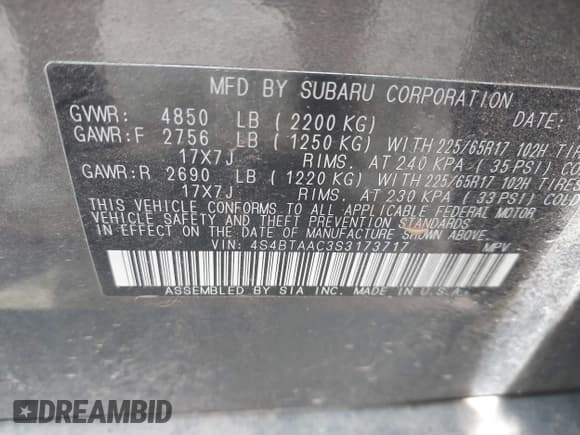 MFD BY SUBARU CORPORATION
DATE:
GVWR: 4850 LB ( 2200 KG)
GAWR:F 2756 LB ( 1250 KG) WITH 225/65R17 102H TIR
17X7J RIMS. AT 240 KPA ( 35 PSI) CO
GAWR:R 2690 LB ( 1220 KG) WITH 225/65R17 102H TIRES
17X7J RIMS. AT 230 KPA ( 33 PSI) COLD
THIS VEHICLE CONFORMS TO ALL APPLICABLE FEDERAL MOTOR
VEHICLE SAFETY AND THEFT PREVENTION STANDARDS
IN EFFECT ON THE DATE OF MANUFACTURE SHOWN ABOVE.
VIN: 4S4BTAAC3S3173717 MPV
ASSEMBLED BY SIA INC. MADE IN U.S.A.
DREAMBID